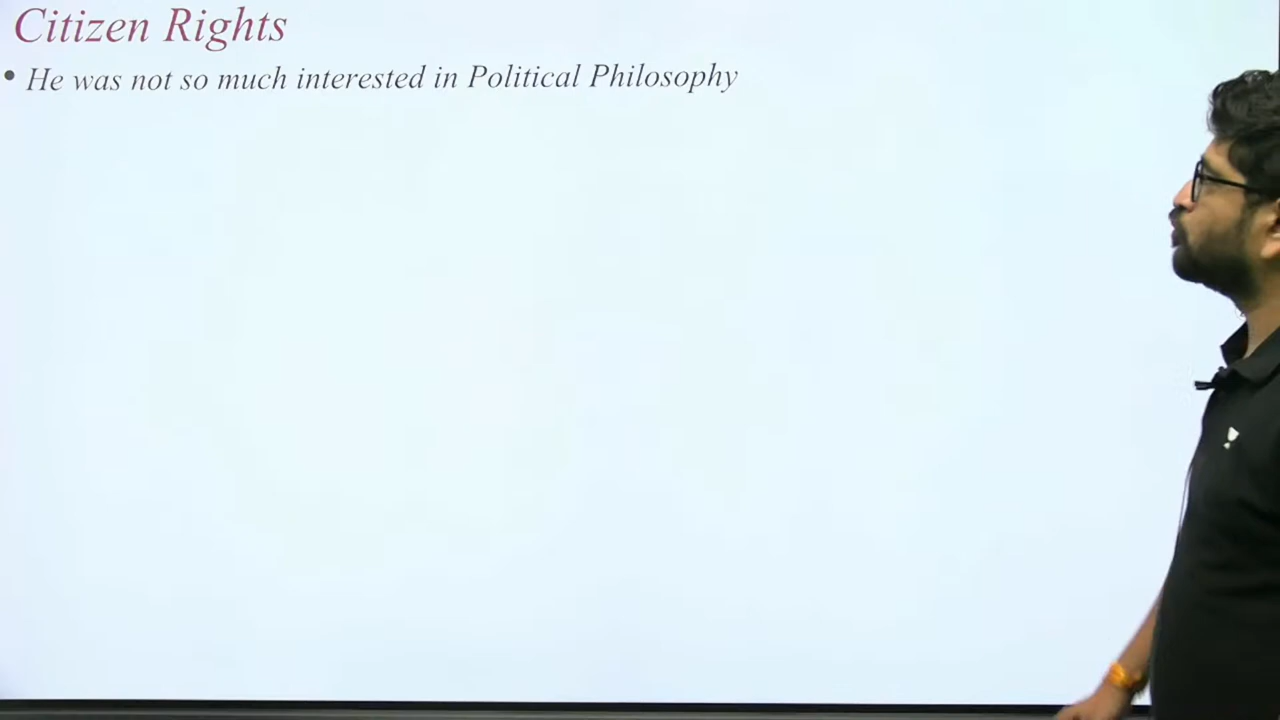 Citizen Rights
• He was not so much interested in Political Philosophy